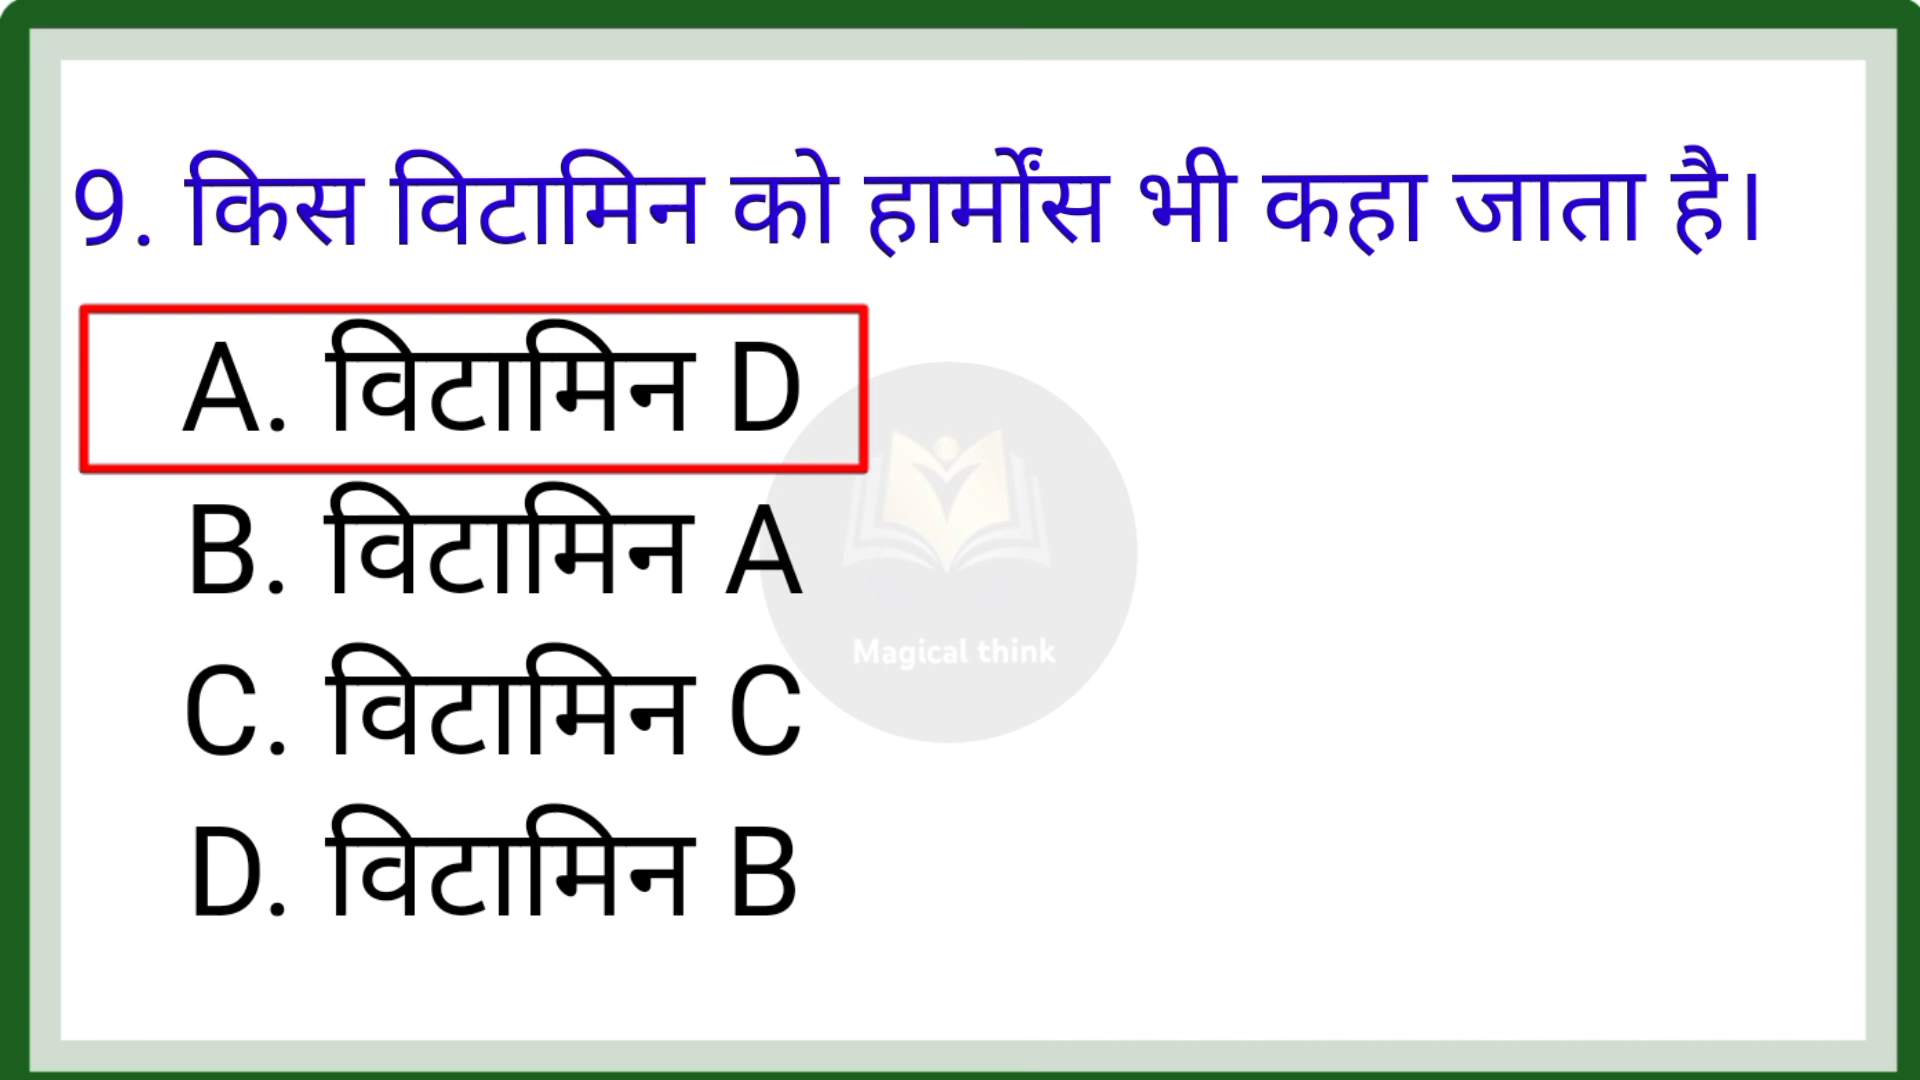 9. किस विटामिन को हार्मोंस भी कहा जाता है।
A. विटामिन D
B. विटामिन A
C. विटामिन C
D. विटामिन B
Magical think